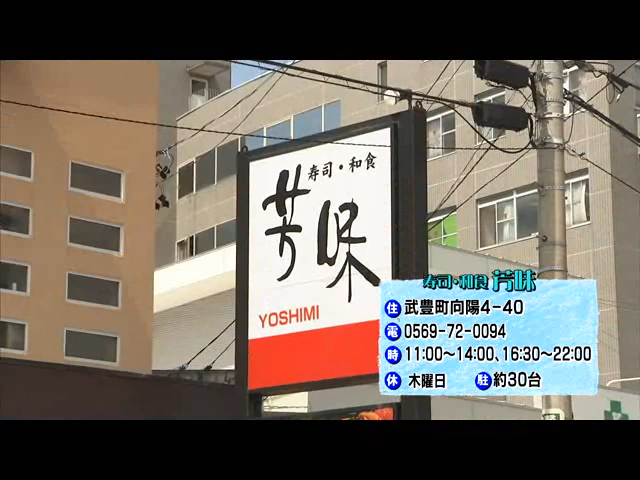 寿司・和食
芳味
YOSHIMI
寿司・和食 芳味
住 武豊町向陽4-40
電 0569-72-0094
時 11:00～14:00、16:30～22:00
休 木曜日 駐 約30台